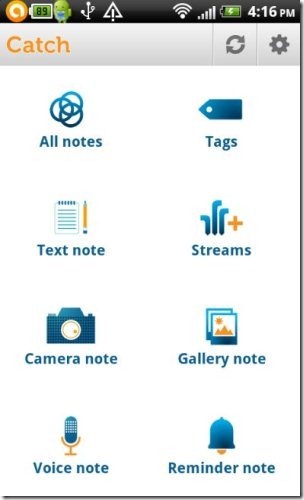 89 4:16 PM
Catch
All notes Tags
Text note Streams
Camera note Gallery note
Voice note Reminder note